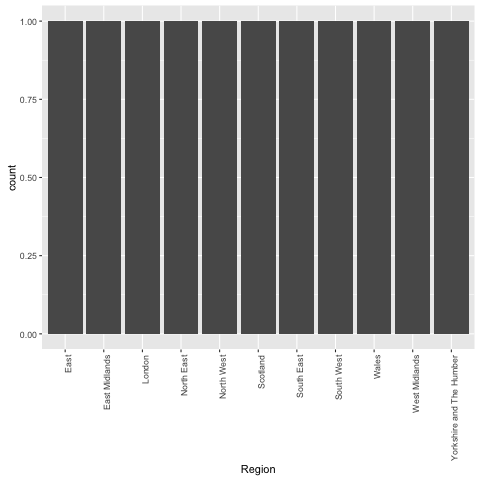 1.00
0.75
0.50
0.25
0.00
count
East
East Midlands
London
North East
North West
Scotland
South East
South West
Wales
West Midlands
Yorkshire and The Humber
Region